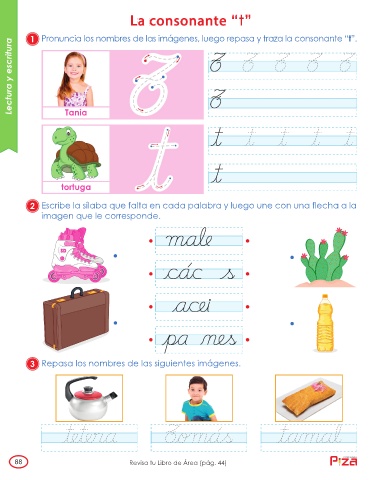 La consonante “t”
Lectura y escritura
1 Pronuncia los nombres de las imágenes, luego repasa y traza la consonante “t”.
Tania
tortuga
t t t t t
t
2 Escribe la sílaba que falta en cada palabra y luego une con una flecha a la
imagen que le corresponde.
male
các s
acei
pa nes
3 Repasa los nombres de las siguientes imágenes.
tetera Tomás tamal
88
Revisa tu Libro de Área (pág. 44)
Piza